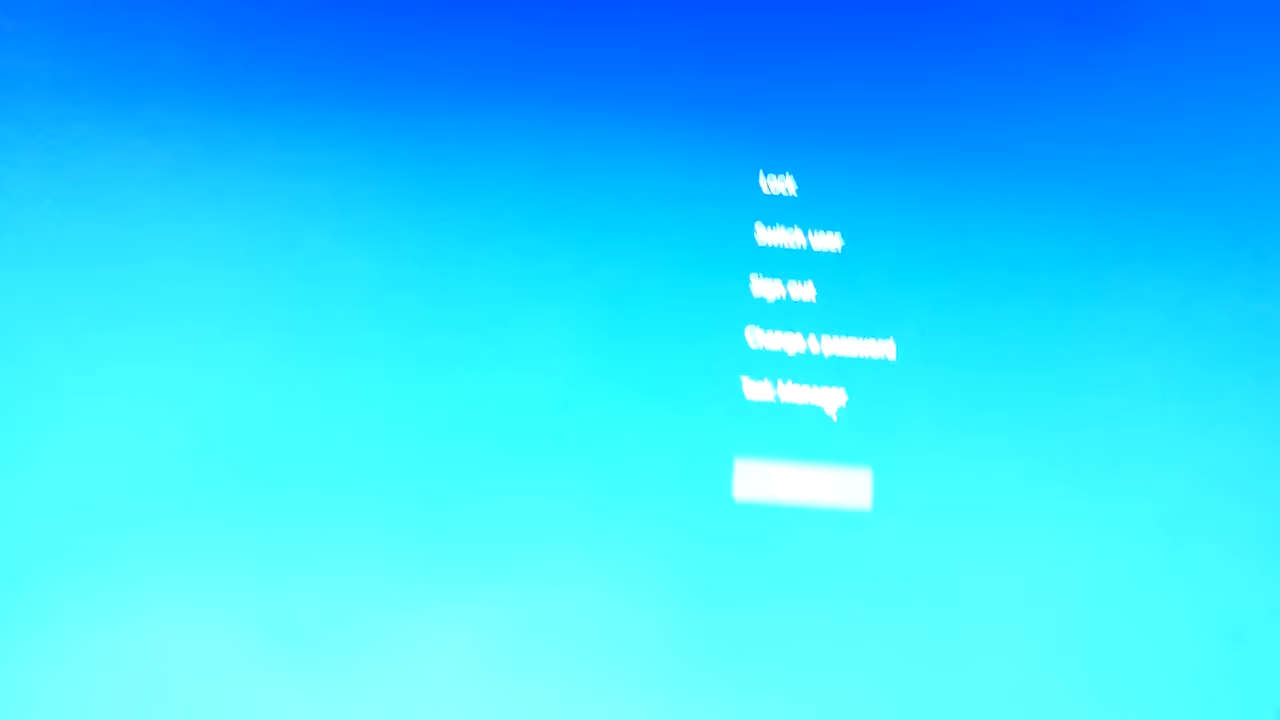 Lock
Switch user
Sign out
Change a password
Task Manager